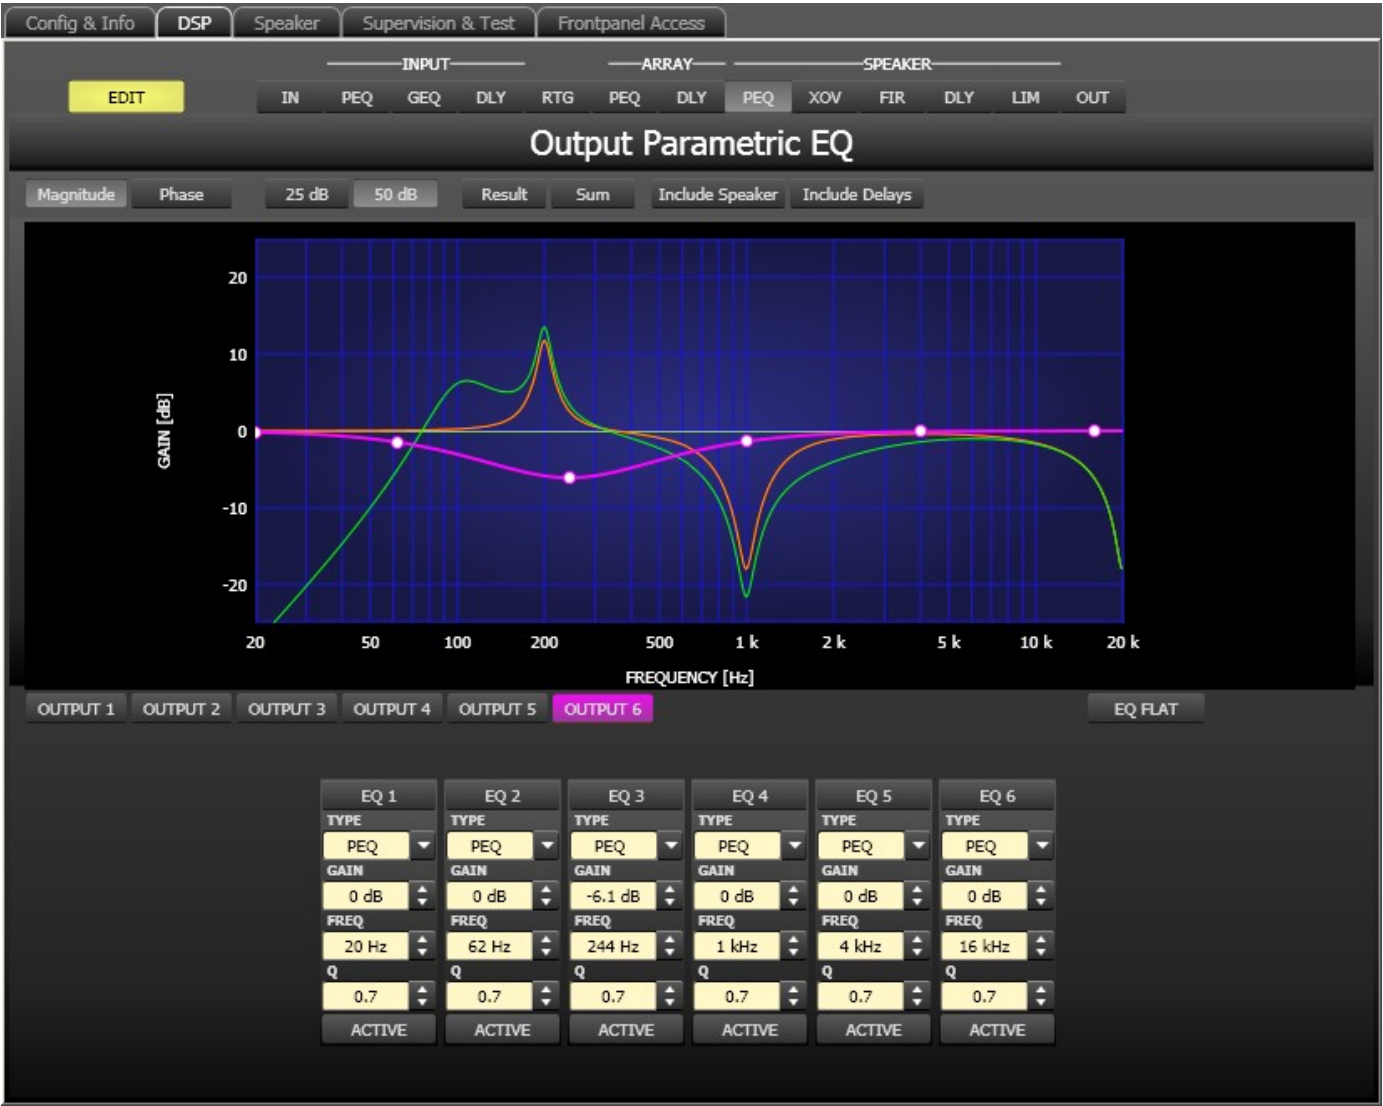 Config & Info DSP Speaker Supervision & Test Frontpanel Access
INPUT ARRAY SPEAKER
EDIT IN PEQ GEQ DLY RTG PEQ DLY PEQ XOV FIR DLY LIM OUT
Output Parametric EQ
Magnitude Phase 25 dB 50 dB Result Sum Include Speaker Include Delays
20
10
0
-10
-20
GAIN [dB]
20 50 100 200 500 1 k 2 k 5 k 10 k 20 k
FREQUENCY [Hz]
OUTPUT 1 OUTPUT 2 OUTPUT 3 OUTPUT 4 OUTPUT 5 OUTPUT 6 EQ FLAT
EQ 1 EQ 2 EQ 3 EQ 4 EQ 5 EQ 6
TYPE TYPE TYPE TYPE TYPE TYPE
PEQ PEQ PEQ PEQ PEQ PEQ
GAIN GAIN GAIN GAIN GAIN GAIN
0 dB 0 dB -6.1 dB 0 dB 0 dB 0 dB
FREQ FREQ FREQ FREQ FREQ FREQ
20 Hz 62 Hz 244 Hz 1 kHz 4 kHz 16 kHz
Q Q Q Q Q Q
0.7 0.7 0.7 0.7 0.7 0.7
ACTIVE ACTIVE ACTIVE ACTIVE ACTIVE ACTIVE